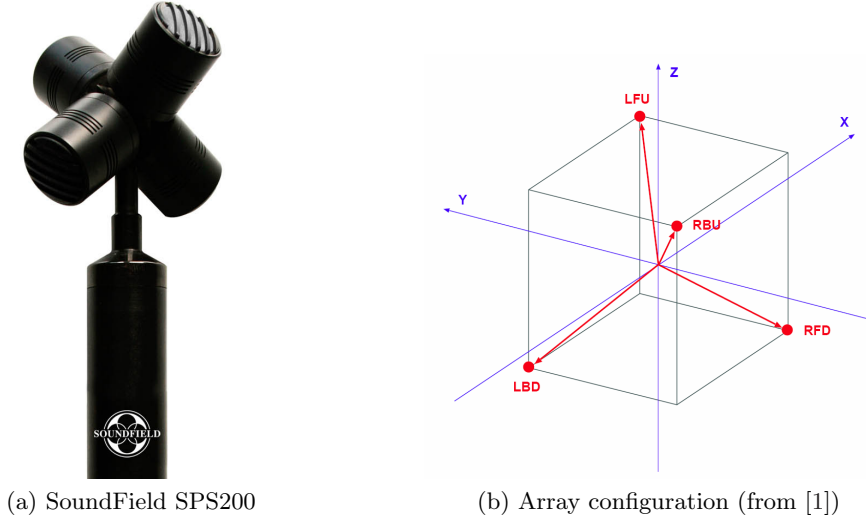 SOUNDFIELD
Z
LFU
X
Y
RBU
RFD
LBD
(a) SoundField SPS200
(b) Array configuration (from [1])